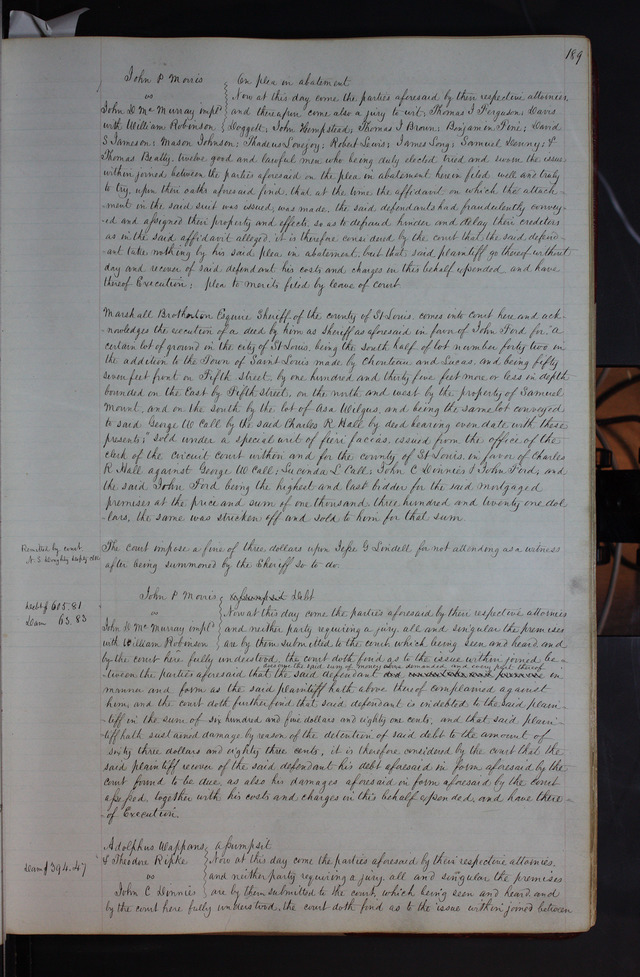 189
John P Morris On plea in abatement
vs Now at this day come the parties aforesaid by their respective attornies,
John D McMurray impl^d and thereupon come also a jury to wit; Thomas I Ferguson; Davis
with William Robinson Doggett; John Hempstead; Thomas I Brown; Benjamin Pine; David
S Jameson; Mason Johnson; Thadeus Lovejoy; Robert Lewis; James Long; Samuel Denny; &
Thomas Beatty, twelve good and lawful men who being duly elected tried and sworn the issue
within joined between the parties aforesaid on the plea in abatement herein filed well and truly
to try, upon their oaths aforesaid find, that at the time the affidavit on which the attach-
-ment in the said suit was issued, was made, the said defendants had fraudulently convey-
-ed and assigned their property and effects, so as to defraud hinder and delay their creditors
as in the said affidavit alleged, it is therefore considered by the court that the said defend-
-ant take nothing by his said plea in abatement, but that said plaintiff go thereof without
day and recover of said defendant his costs and charges in this behalf expended and have
thereof Execution; plea to merits filed by leave of court
Marshall Brotherton Esquire Sheriff of the county of St Louis, comes into court here and ack-
-nowledges the execution of a deed by him as Sheriff as aforesaid in favor of John Ford for "a
certain lot of ground in the city of St Louis, being the south half of lot number forty two in
the addition to the Town of Saint Louis made by Chouteau and Lucas, and being fifty
seven feet front on Fifth street, by one hundred and thirty five feet more or less in depth
bounded on the East by Fifth street, on the north and west by the property of Samuel
Mount, and on the South by the lot of Asa Wilgus, and being the same lot conveyed
to said George W Call by the said Charles R Hall by deed bearing even date with these
presents;" sold under a special writ of fieri facias, issued from the office of the
clerk of the circuit court within and for the county of St Louis, in favor of Charles
R Hall against George W Call; Lucinda L Call; John C Dinnies & John Ford; and
the said John Ford being the highest and last bidder for the said mortgaged
premises at the price and sum of one thousand three hundred and twenty one dol
-lars, the same was stricken off and sold to him for that sum.
Remitted by court
The court impose a fine of three dollars upon Jesse G Lindell for not attending as a witness
after being summoned by the Sheriff so to do.
John P Morris assumpsit Debt
Debt $ 605.81
Dam 63.83
vs Now at this day come the parties aforesaid by their respective attornies
John D McMurray impl^d and neither party requiring a jury, all and singular the premises
with William Robinson are by them submitted to the court, which being seen and heard and
by the court here fully understood, the court doth find as to the issue within joined be-
owe the said sum of money above demanded and every part thereof
-tween the parties aforesaid that the said defendant did in
manner and form as the said plaintiff hath above thereof complained against
him; and the court doth further find that said defendant is indebted to the said plain-
tiff in the sum of six hundred and five dollars and eighty one cents, and that said plain-
tiff hath sustained damage by reason of the detention of said debt to the amount of
sixty three dollars and eighty three cents; it is therefore considered by the court that the
said plaintiff recover of the said defendant his debt aforesaid in form aforesaid by the
court found to be due, as also his damages aforesaid in form aforesaid by the court
assessed, together with his costs and charges in this behalf expended, and have there-
of Execution.
Adolphus Wappans assumpsit
Dam $ 394.47
& Theodore Ripke Now at this day come the parties aforesaid by their respective attornies.
vs and neither party requiring a jury, all and singular the premises
John C Dinnies are by them submitted to the court, which being seen and heard and
by the court here fully understood, the court doth find as to the issue within joined between